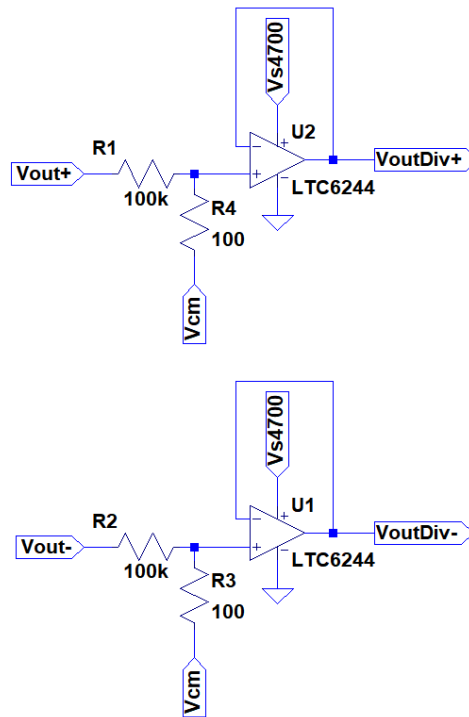 Vs4700
U2
R1
Vout+
VoutDiv+
100k
LTC6244
R4
100
Vcm
Vs4700
U1
R2
Vout-
VoutDiv-
100k
LTC6244
R3
100
Vcm